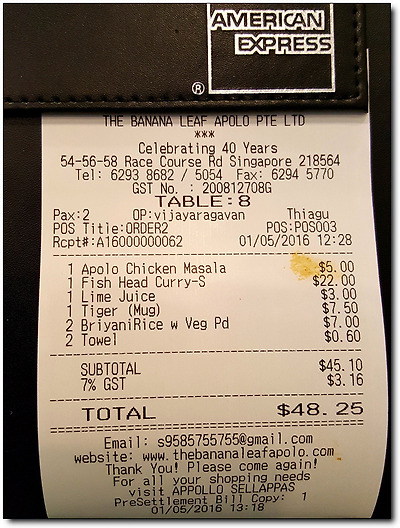 AMERICAN
EXPRESS
®
THE BANANA LEAF APOLO PTE LTD
***
Celebrating 40 Years
54-56-58 Race Course Rd Singapore 218564
Tel: 6293 8682 / 5054 Fax: 6294 5770
GST No. : 200812708G
TABLE:8
Pax:2 OP:vijayaragavan Thiagu
POS Title:ORDER2 POS:POS003
Rcpt#:A16000000062 01/05/2016 12:28
1 Apolo Chicken Masala $5.00
1 Fish Head Curry-S $22.00
1 Lime Juice $3.00
1 Tiger (Mug) $7.50
2 BriyaniRice w Veg Pd $7.00
2 Towel $0.60
SUBTOTAL $45.10
7% GST $3.16
TOTAL $48.25
Email: s9585755755@gmail.com
website: www.thebananaleafapolo.com
Thank You! Please come again!
For all your shopping needs
visit APPOLLO SELLAPPAS
PreSettlement Bill Copy: 1
01/05/2016 13:18